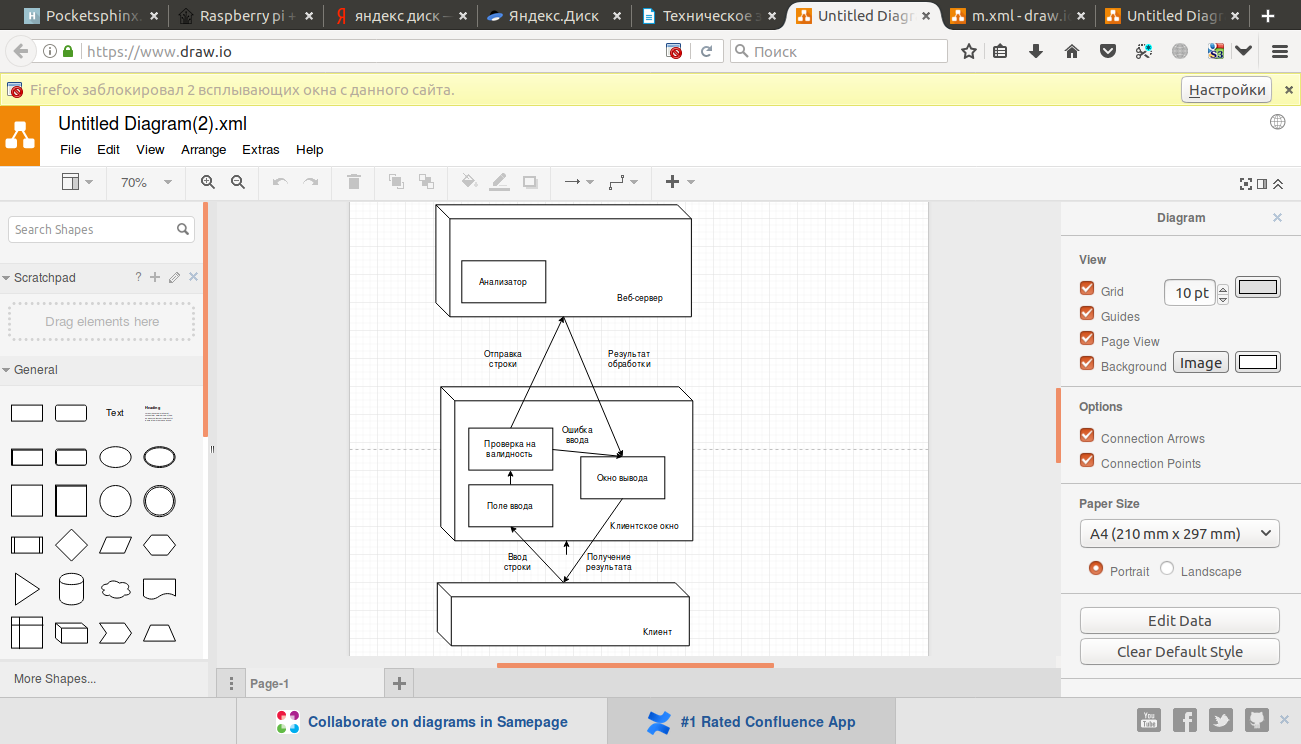 Pocketsphinx
Raspberry pi +
яндекс диск –
Яндекс.Диск
Техническое з
Untitled Diagr
m.xml - draw.i
Untitled Diagr
https://www.draw.io
Поиск
Firefox заблокировал 2 всплывающих окна с данного сайта.
Настройки
Untitled Diagram(2).xml
File Edit View Arrange Extras Help
70%
Search Shapes
Scratchpad
?
Drag elements here
General
Text
Heading
More Shapes...
Анализатор
Веб-сервер
Отправка
строки
Результат
обработки
Проверка на
валидность
Ошибка
ввода
Окно вывода
Поле ввода
Клиентское окно
Ввод
строки
Получение
результата
Клиент
Page-1
Diagram
View
Grid
10 pt
Guides
Page View
Background
Image
Options
Connection Arrows
Connection Points
Paper Size
A4 (210 mm x 297 mm)
Portrait
Landscape
Edit Data
Clear Default Style
Collaborate on diagrams in Samepage
#1 Rated Confluence App
You
Tube